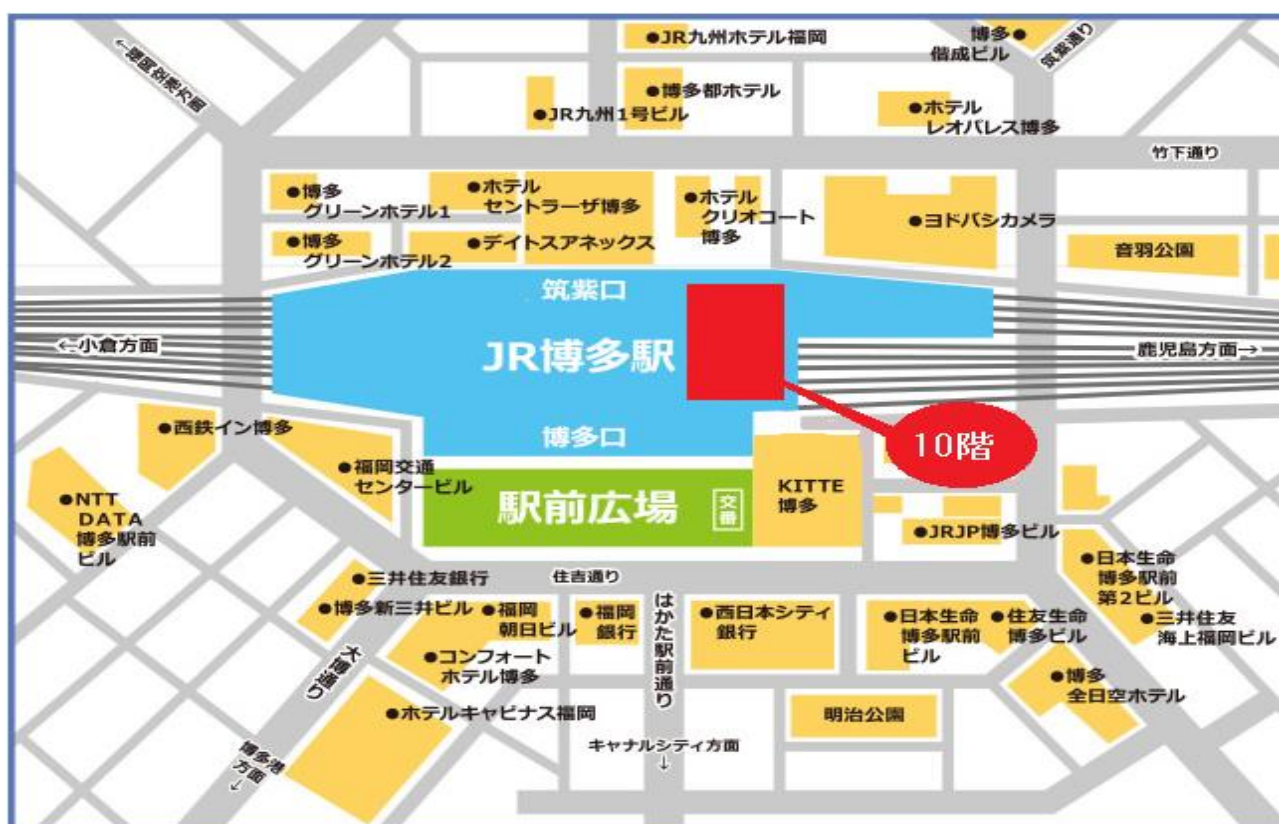 ●JR九州ホテル福岡
博多●
偕成ビル
筑紫通り
←福岡空港方面
●博多都ホテル
●JR九州1号ビル
●ホテル
レオパレス博多
竹下通り
●博多
グリーンホテル1
●ホテル
セントラーザ博多
●ホテル
クリオコート
博多
●ヨドバシカメラ
●博多
グリーンホテル2
●デイトスアネックス
音羽公園
筑紫口
←小倉方面
JR博多駅
鹿児島方面→
●西鉄イン博多
博多口
10階
●福岡交通
センタービル
●NTT
DATA
博多駅前
ビル
駅前広場
交番
KITTE
博多
●JRJP博多ビル
●日本生命
博多駅前
第2ビル
●三井住友銀行
住吉通り
●博多新三井ビル
●福岡
朝日ビル
●福岡
銀行
はかた駅前通り
●西日本シティ
銀行
●日本生命
博多駅前
ビル
●住友生命
博多ビル
●三井住友
海上福岡ビル
大博通り
●コンフォート
ホテル博多
●博多
全日空ホテル
●ホテルキャビナス福岡
明治公園
博多港
方面
←
キャナルシティ方面
↓